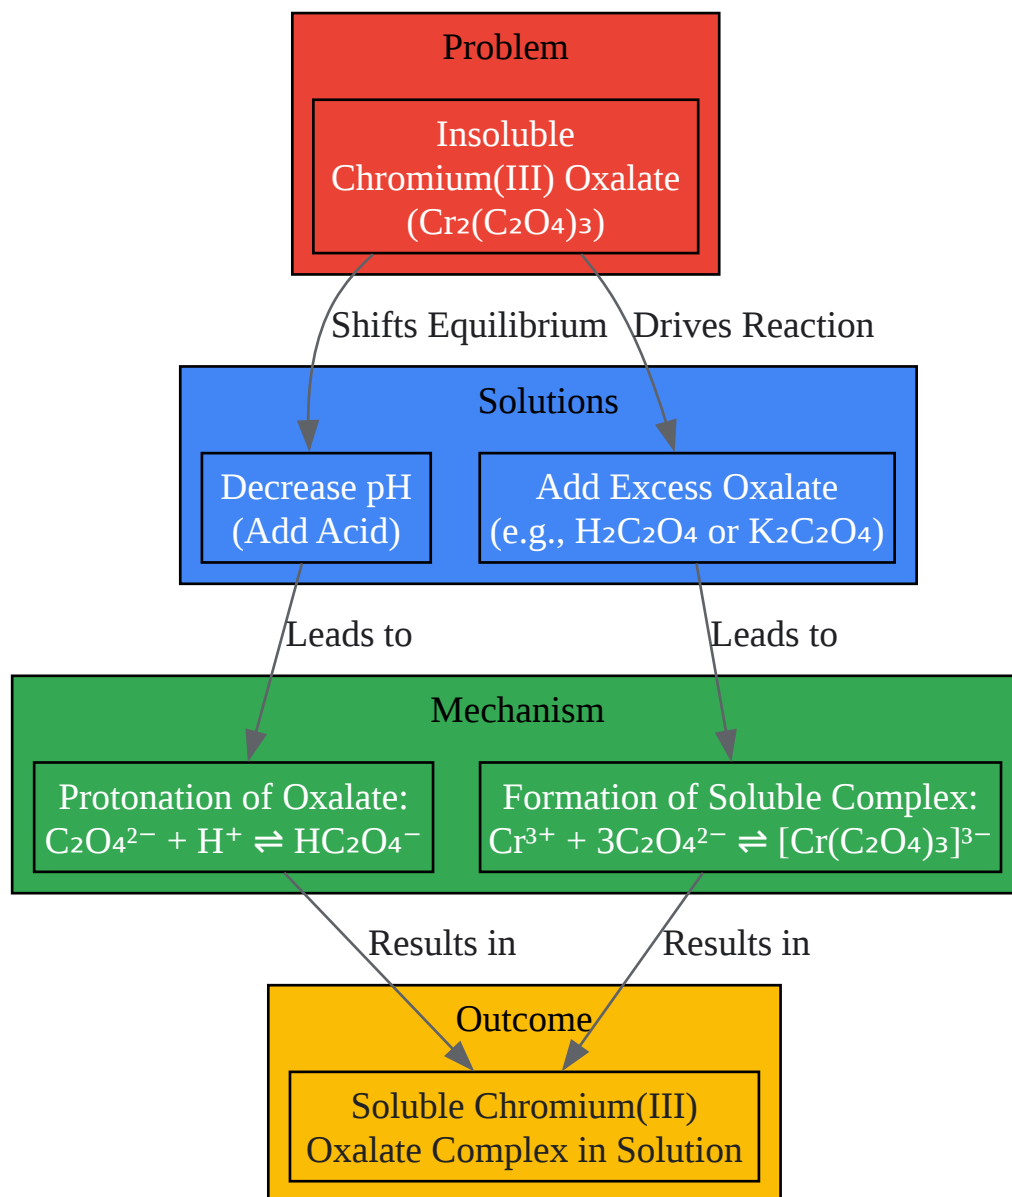 Problem
Insoluble
Chromium(III) Oxalate
(Cr₂(C₂O₄)₃)
Shifts Equilibrium
Drives Reaction
Solutions
Decrease pH
(Add Acid)
Add Excess Oxalate
(e.g., H₂C₂O₄ or K₂C₂O₄)
Leads to
Leads to
Mechanism
Protonation of Oxalate:
C₂O₄²⁻ + H⁺ ⇌ HC₂O₄⁻
Formation of Soluble Complex:
Cr³⁺ + 3C₂O₄²⁻ ⇌ [Cr(C₂O₄)₃]³⁻
Results in
Results in
Outcome
Soluble Chromium(III)
Oxalate Complex in Solution